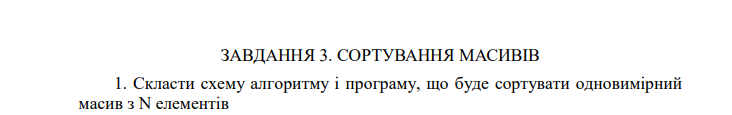 ЗАВДАННЯ 3. СОРТУВАННЯ МАСИВІВ
1. Скласти схему алгоритму і програму, що буде сортувати одновимірний
масив з N елементів